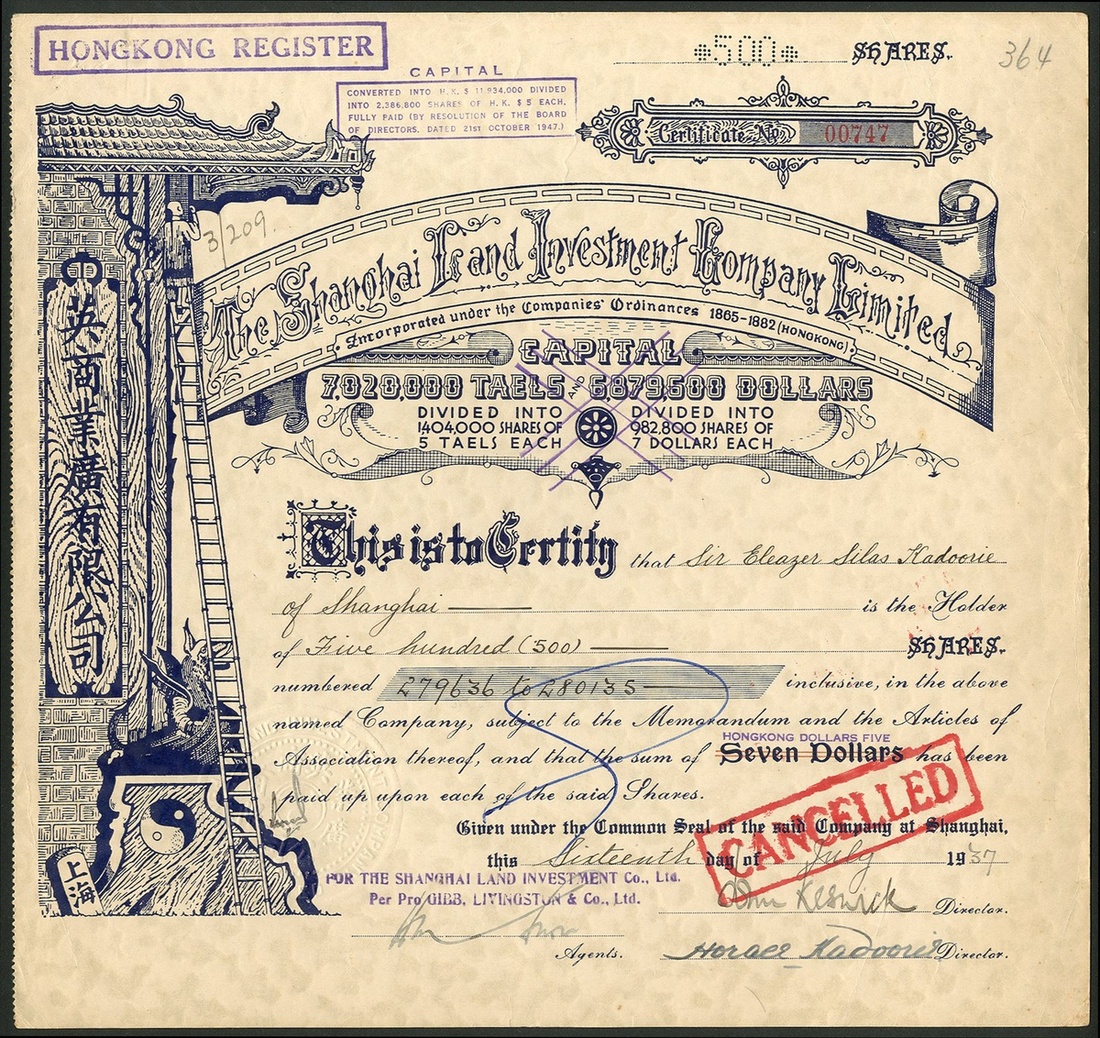 HONGKONG REGISTER
*500* SHARES.
364
CAPITAL
CONVERTED INTO H.K. $ 11,934,000 DIVIDED
INTO 2,386,800 SHARES OF H.K. $ 5 EACH,
FULLY PAID (BY RESOLUTION OF THE BOARD
OF DIRECTORS, DATED 21ST OCTOBER 1947.)
Certificate No 00747
3/209.
The Shanghai Land Investment Company Limited
Incorporated under the Companies' Ordinances 1865-1882 (HONGKONG)
CAPITAL
7,020,000 TAELS AND 6,879,600 DOLLARS
DIVIDED INTO 1,404,000 SHARES OF 5 TAELS EACH
DIVIDED INTO 982,800 SHARES OF 7 DOLLARS EACH
英商業廣有限公司
上海
This is to Certify that Sir Eleazer Silas Kadoorie
of Shanghai is the Holder
of Five hundred (500) SHARES.
numbered 279636 to 280135 inclusive, in the above
named Company, subject to the Memorandum and the Articles of
HONGKONG DOLLARS FIVE
Association thereof, and that the sum of Seven Dollars has been
paid up upon each of the said Shares.
Given under the Common Seal of the said Company at Shanghai,
this Sixteenth day of July 1937
CANCELLED
FOR THE SHANGHAI LAND INVESTMENT Co., Ltd.
Per Pro GIBB, LIVINGSTON & Co., Ltd.
John Keswick Director.
Agents.
Horace Kadoorie Director.